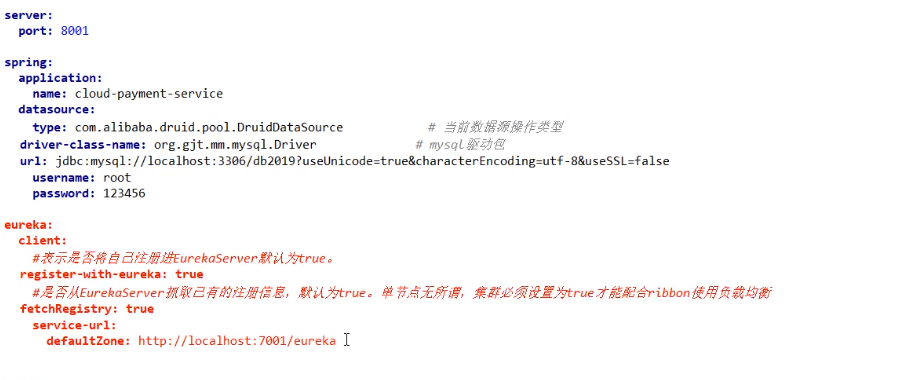 server:
  port: 8001
spring:
  application:
    name: cloud-payment-service
  datasource:
    type: com.alibaba.druid.pool.DruidDataSource            # 当前数据源操作类型
  driver-class-name: org.gjt.mm.mysql.Driver              # mysql驱动包
  url: jdbc:mysql://localhost:3306/db2019?useUnicode=true&characterEncoding=utf-8&useSSL=false
    username: root
    password: 123456
eureka:
  client:
    #表示是否将自己注册进EurekaServer默认为true。
  register-with-eureka: true
    #是否从EurekaServer抓取已有的注册信息，默认为true。单节点无所谓，集群必须设置为true才能配合ribbon使用负载均衡
  fetchRegistry: true
    service-url:
      defaultZone: http://localhost:7001/eureka